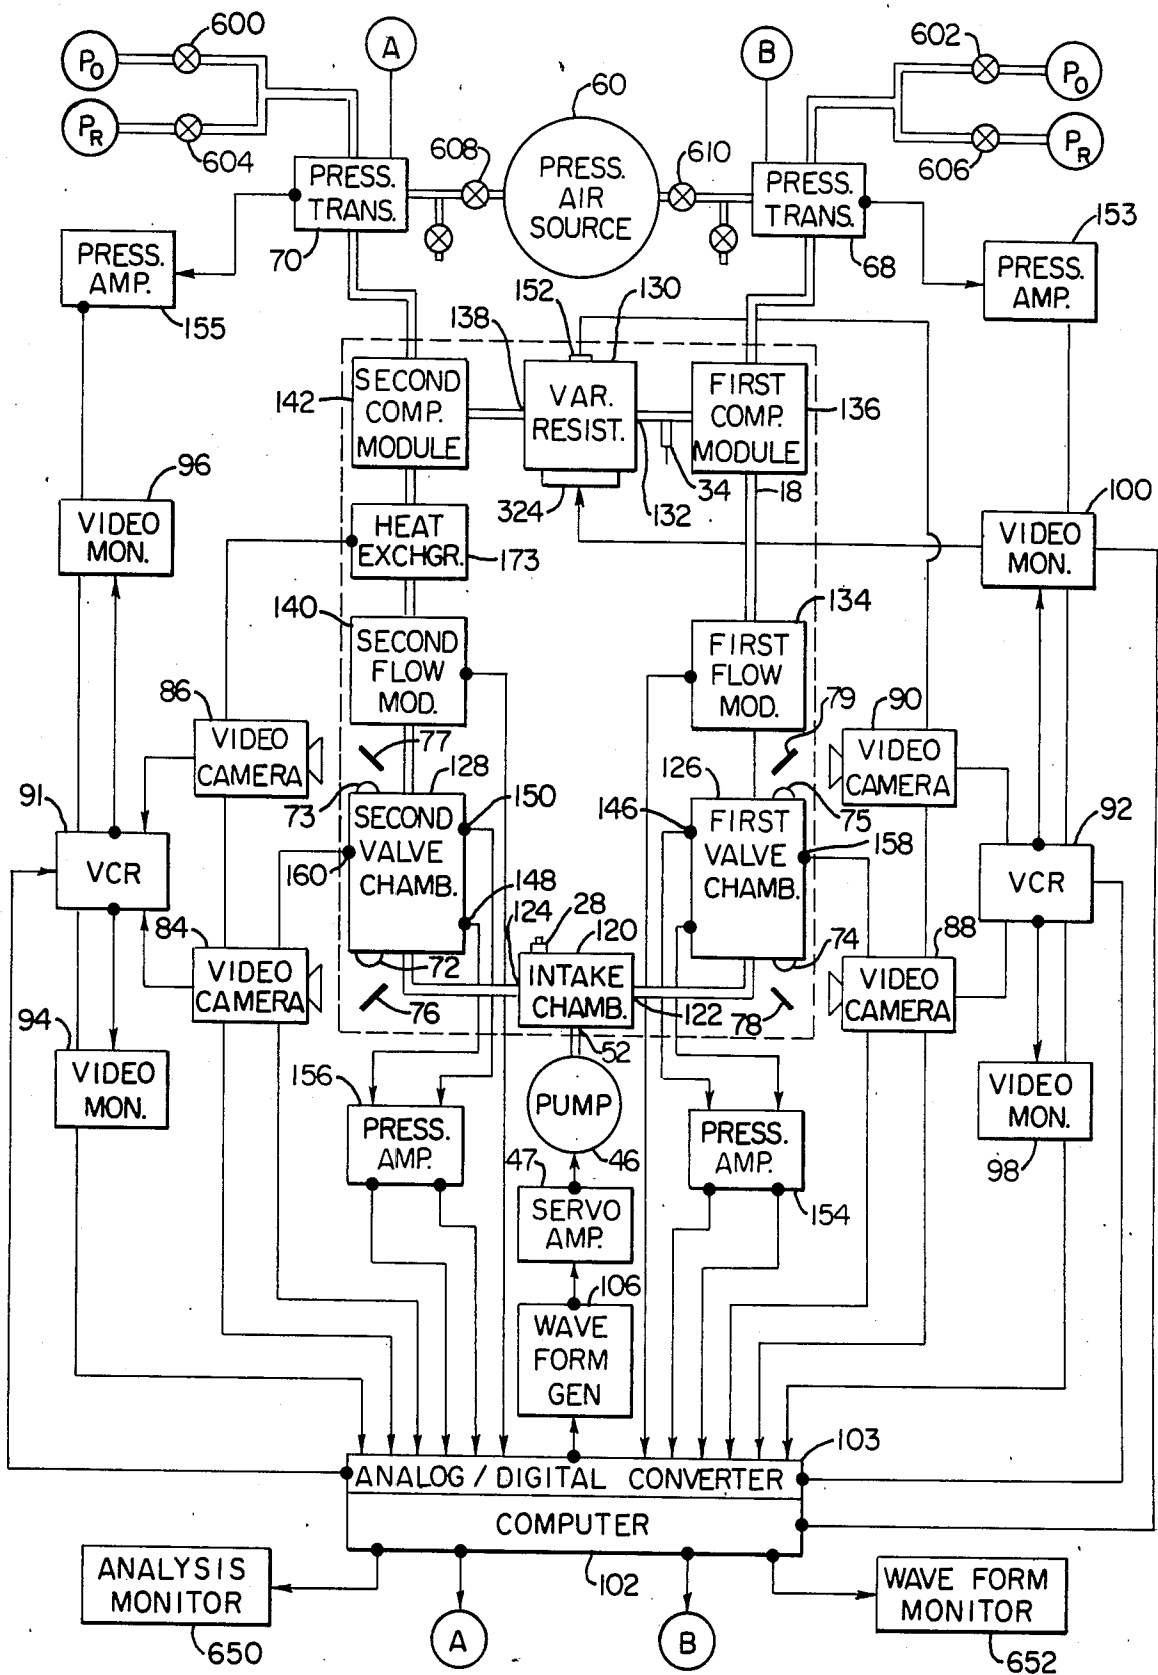 600
A
B
602
P₀
P₀
60
P_R
P_R
604
608
610
606
PRESS.
TRANS.
PRESS.
AIR
SOURCE
PRESS.
TRANS.
153
70
68
PRESS.
AMP.
PRESS.
AMP.
155
152
130
138
142
SECOND
COMP.
MODULE
VAR.
RESIST.
FIRST
COMP.
MODULE
136
96
324
34
18
132
100
VIDEO
MON.
HEAT
EXCHGR.
173
VIDEO
MON.
140
134
SECOND
FLOW
MOD.
FIRST
FLOW
MOD.
86
77
79
90
VIDEO
CAMERA
128
126
VIDEO
CAMERA
91
73
150
146
75
92
VCR
SECOND
VALVE
CHAMB.
FIRST
VALVE
CHAMB.
158
VCR
160
148
124
28
84
72
120
74
88
VIDEO
CAMERA
INTAKE
CHAMB.
VIDEO
CAMERA
94
76
122
78
52
VIDEO
MON.
156
PUMP
VIDEO
MON.
PRESS.
AMP.
PRESS.
AMP.
47
46
98
SERVO
AMP.
154
106
WAVE
FORM
GEN
103
ANALOG / DIGITAL CONVERTER
COMPUTER
102
ANALYSIS
MONITOR
WAVE FORM
MONITOR
A
B
650
652